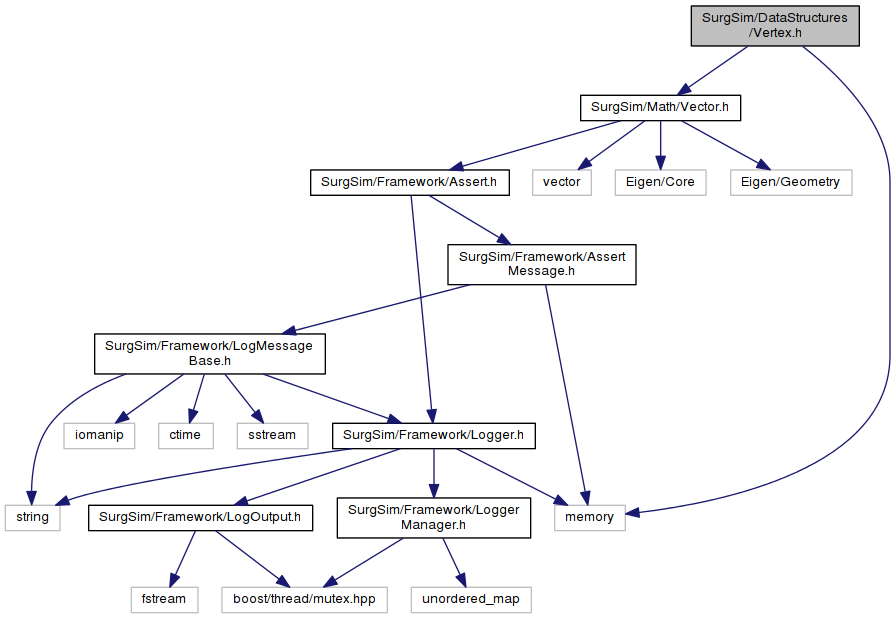 SurgSim/DataStructures
/Vertex.h
SurgSim/Math/Vector.h
SurgSim/Framework/Assert.h
vector
Eigen/Core
Eigen/Geometry
SurgSim/Framework/Assert
Message.h
SurgSim/Framework/LogMessage
Base.h
iomanip
ctime
sstream
SurgSim/Framework/Logger.h
string
SurgSim/Framework/LogOutput.h
SurgSim/Framework/Logger
Manager.h
memory
fstream
boost/thread/mutex.hpp
unordered_map